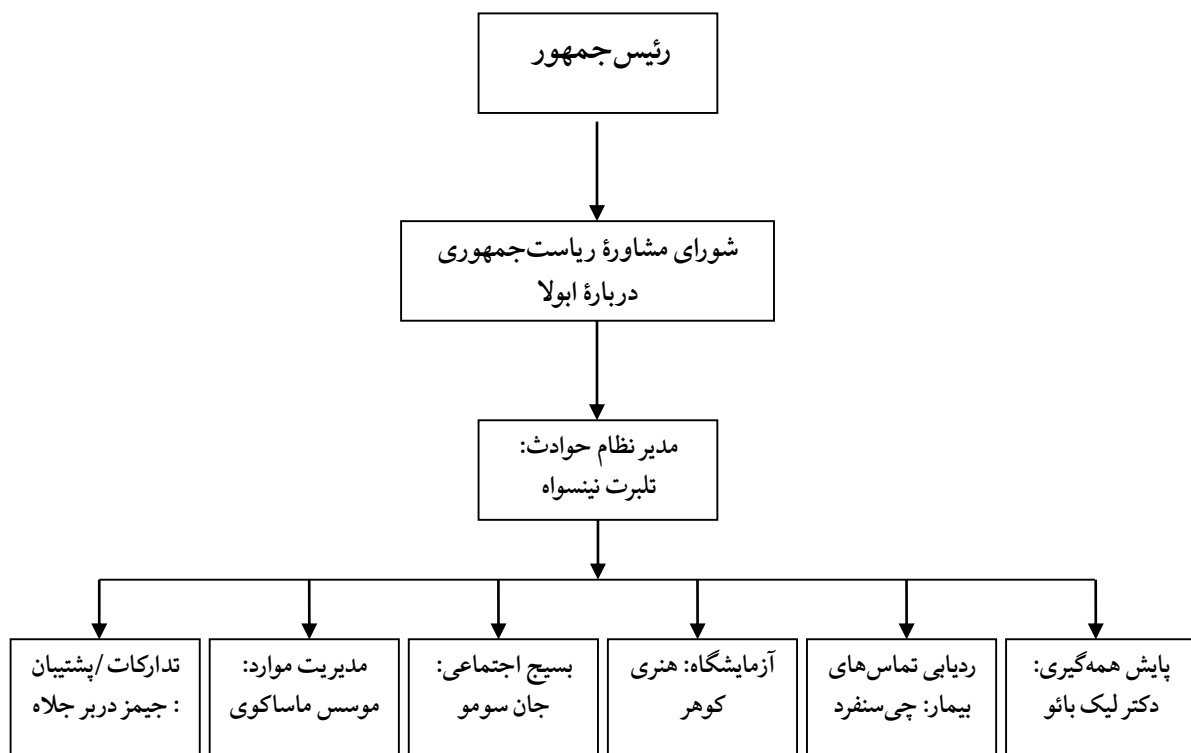 رئیس‌جمهور
شورای مشاورۀ ریاست‌جمهوری
دربارۀ ابولا
مدیر نظام حوادث:
تلبرت نینسواه
پایش همه‌گیری:
دکتر لیک بائو
ردیابی تماس‌های
بیمار: چی‌سنفرد
آزمایشگاه: هنری
کوهر
بسیج اجتماعی:
جان سومو
مدیریت موارد:
موسس ماساکوی
تدارکات /پشتیبان
: جیمز دربر جلاه